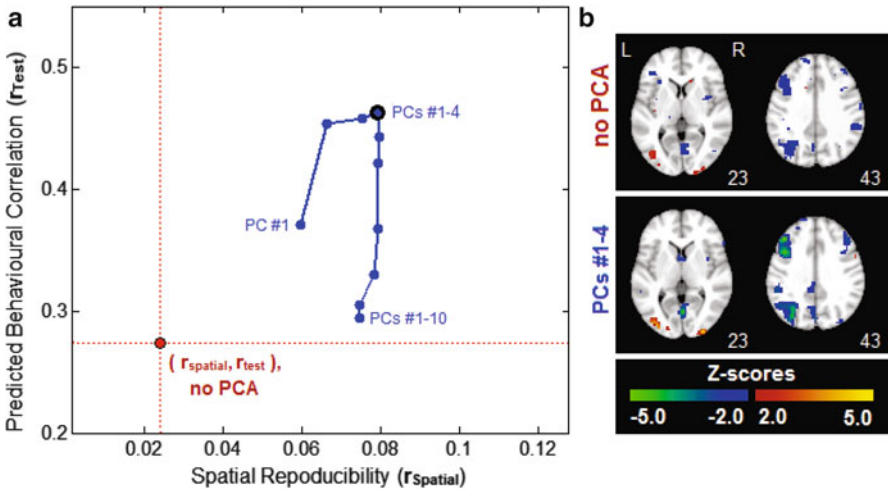 a
Predicted Behavioural Correlation (rTest)
0.5
0.4
0.3
0.2
PCs #1-4
PC #1
PCs #1-10
( rspatial, rtest ),
no PCA
0.02
0.04
0.06
0.08
0.1
0.12
Spatial Repoducibility (rSpatial)
b
no PCA
L
R
23
43
PCs #1-4
23
43
Z-scores
-5.0 -2.0 2.0 5.0